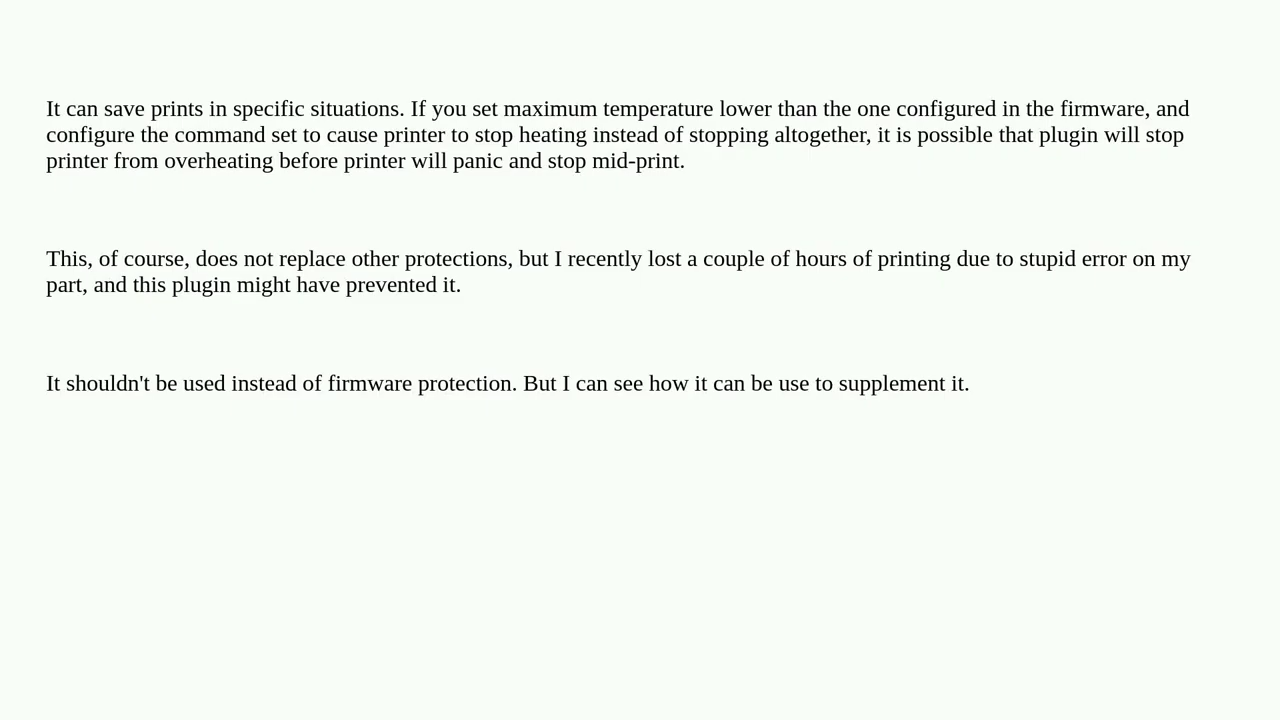 It can save prints in specific situations. If you set maximum temperature lower than the one configured in the firmware, and
configure the command set to cause printer to stop heating instead of stopping altogether, it is possible that plugin will stop
printer from overheating before printer will panic and stop mid-print.
This, of course, does not replace other protections, but I recently lost a couple of hours of printing due to stupid error on my
part, and this plugin might have prevented it.
It shouldn't be used instead of firmware protection. But I can see how it can be use to supplement it.